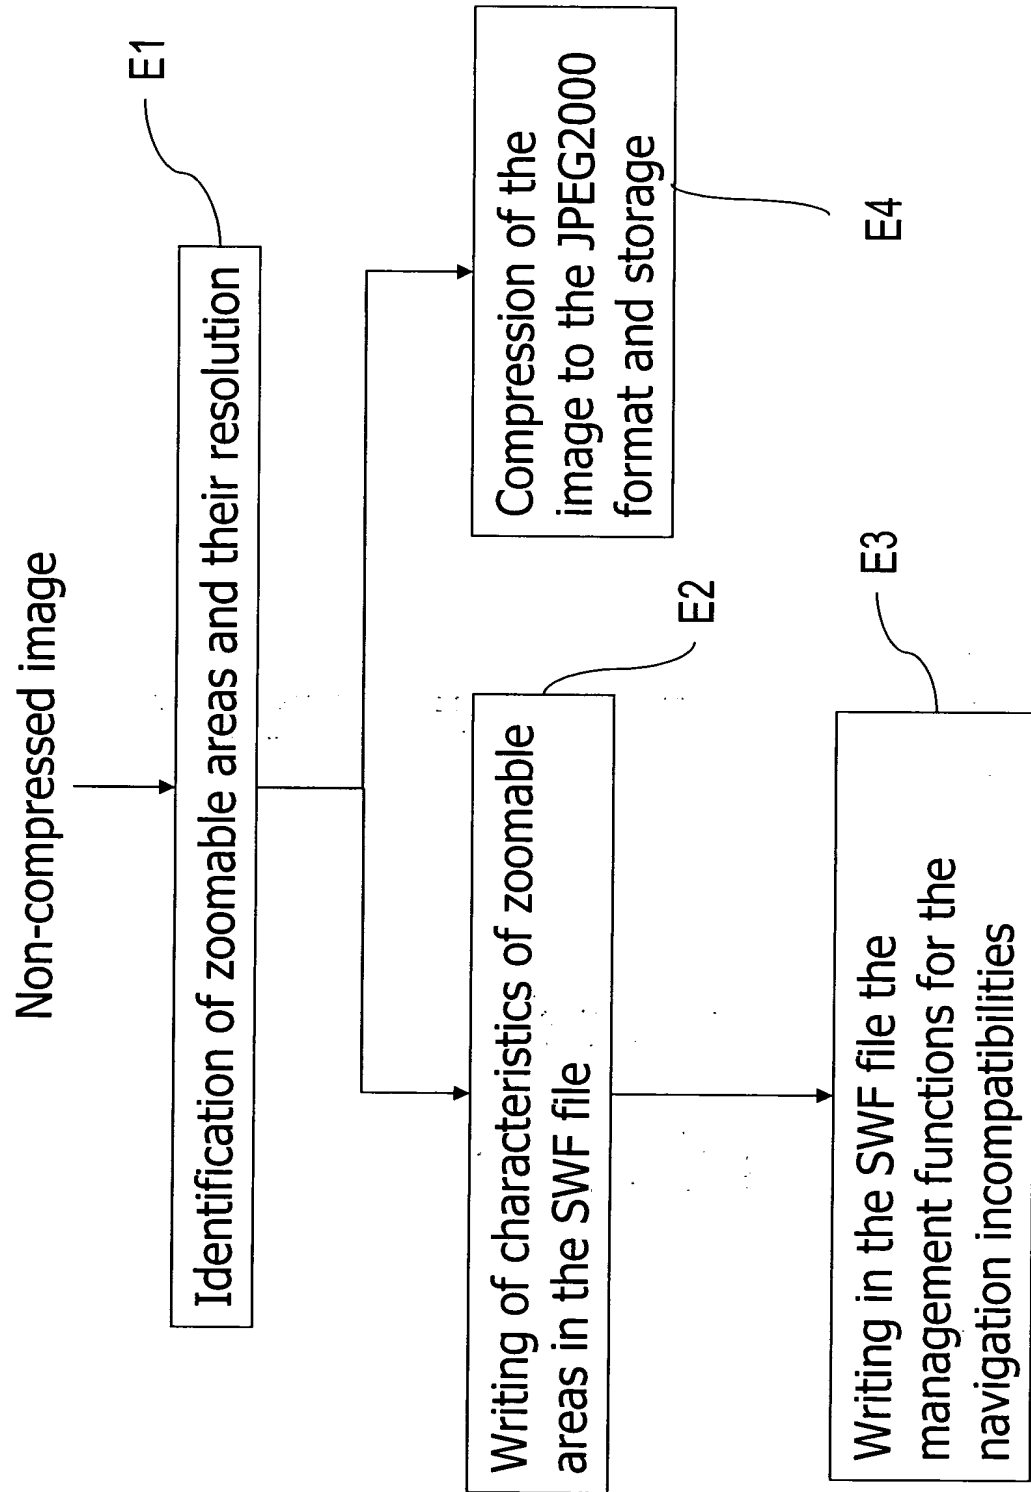 Non-compressed image
E1
Identification of zoomable areas and their resolution
Writing of characteristics of zoomable
areas in the SWF file
E2
Compression of the
image to the JPEG2000
format and storage
E4
Writing in the SWF file the
management functions for the
navigation incompatibilities
E3